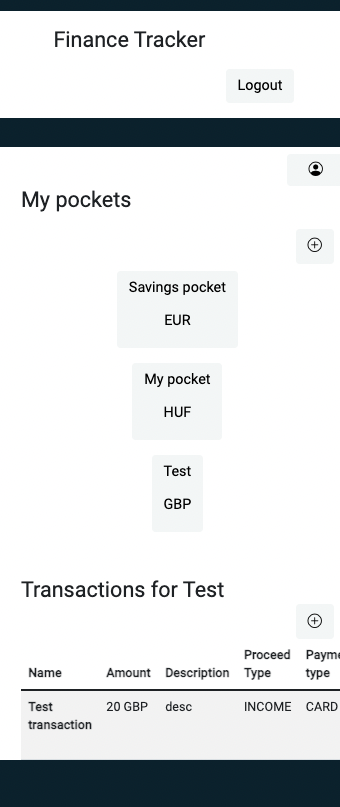 Finance Tracker
Logout
My pockets
Savings pocket
EUR
My pocket
HUF
Test
GBP
Transactions for Test
Name Amount Description Proceed Type Payme type
Test transaction 20 GBP desc INCOME CARD